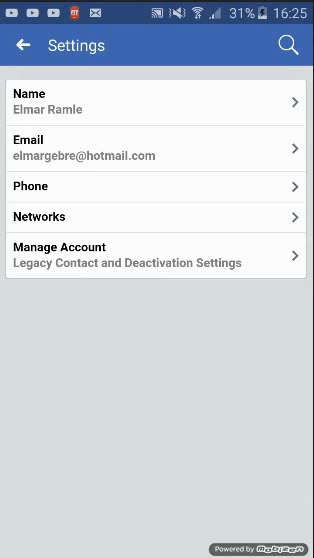 31% 16:25
Settings
Name
Elmar Ramle
Email
elmargebre@hotmail.com
Phone
Networks
Manage Account
Legacy Contact and Deactivation Settings
Powered by Mobizen